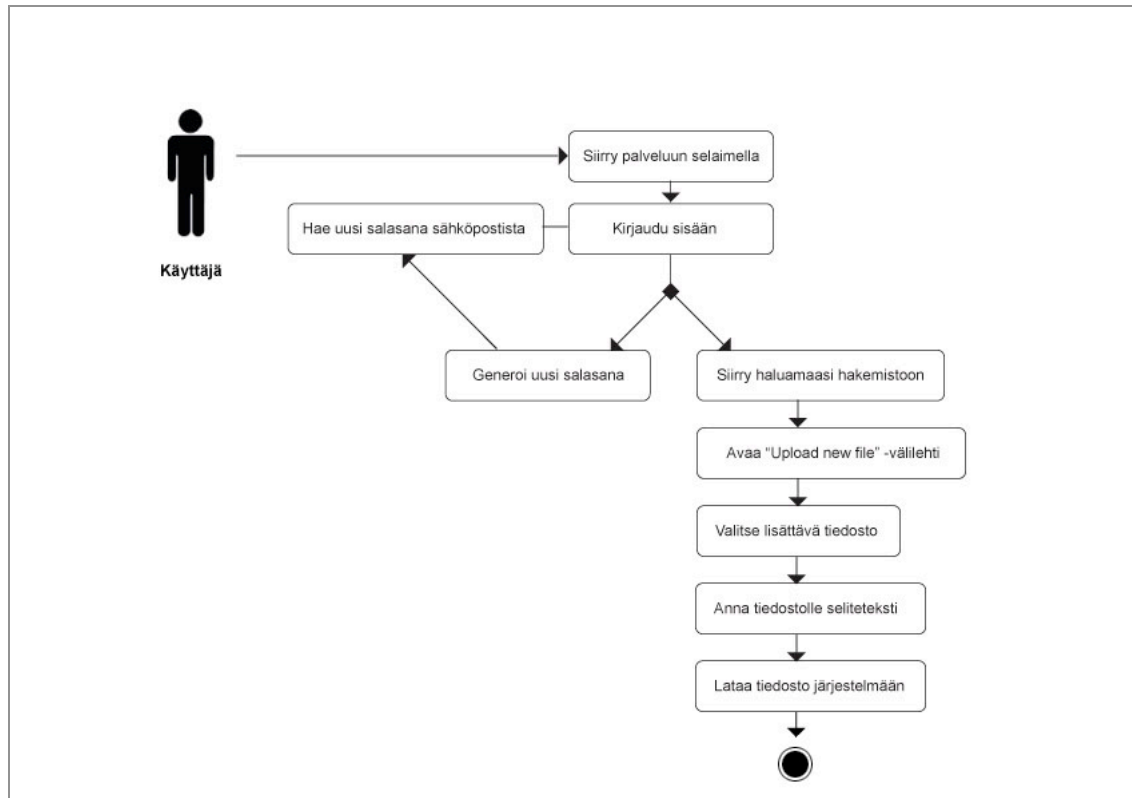 Siirry palveluun selaimella
Hae uusi salasana sähköpostista
Kirjaudu sisään
Käyttäjä
Generoi uusi salasana
Siirry haluamaasi hakemistoon
Avaa “Upload new file” -välilehti
Valitse lisättävä tiedosto
Anna tiedostolle seliteteksti
Lataa tiedosto järjestelmään